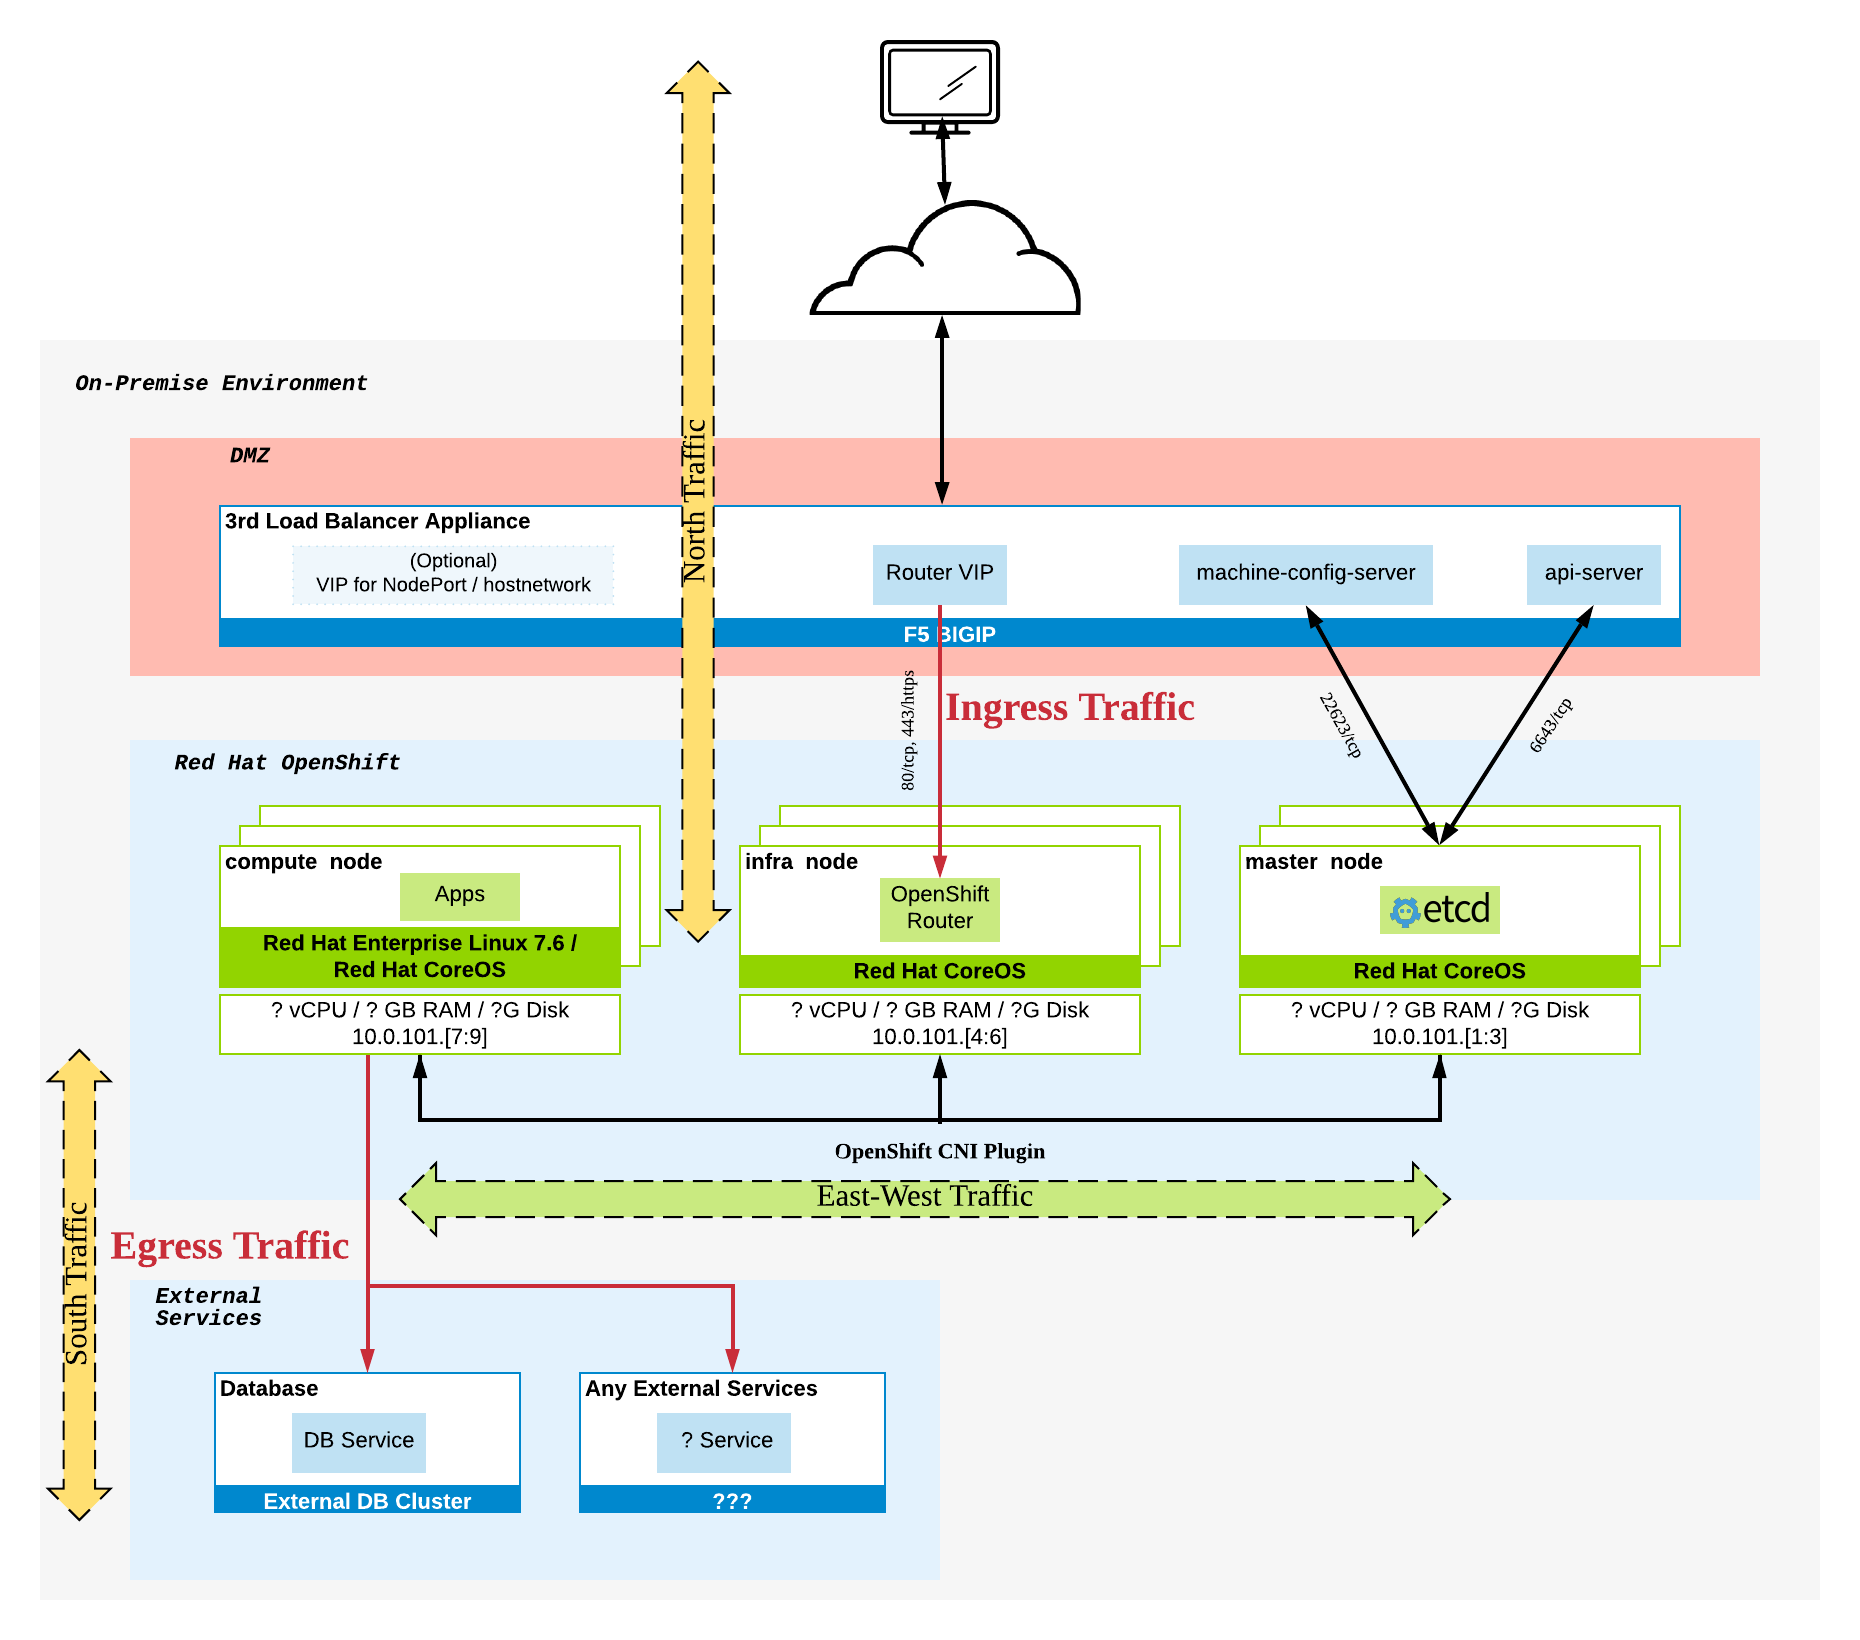 On-Premise Environment
DMZ
North Traffic
3rd Load Balancer Appliance
(Optional)
VIP for NodePort / hostnetwork
Router VIP
machine-config-server
api-server
F5 BIGIP
80/tcp, 443/https
Ingress Traffic
22623/tcp
6643/tcp
Red Hat OpenShift
compute node
Apps
Red Hat Enterprise Linux 7.6 /
Red Hat CoreOS
? vCPU / ? GB RAM / ?G Disk
10.0.101.[7:9]
infra node
OpenShift
Router
Red Hat CoreOS
? vCPU / ? GB RAM / ?G Disk
10.0.101.[4:6]
master node
etcd
Red Hat CoreOS
? vCPU / ? GB RAM / ?G Disk
10.0.101.[1:3]
OpenShift CNI Plugin
East-West Traffic
South Traffic
Egress Traffic
External
Services
Database
DB Service
External DB Cluster
Any External Services
? Service
???